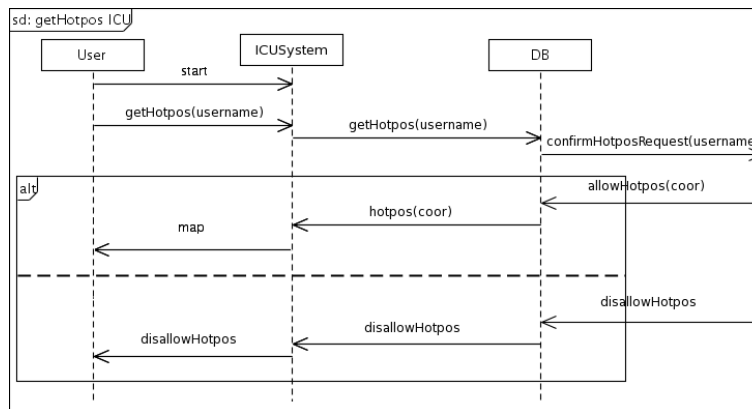 sd: getHotpos ICU
User
ICUSystem
DB
start
getHotpos(username)
getHotpos(username)
confirmHotposRequest(username
alt
allowHotpos(coor)
hotpos(coor)
map
disallowHotpos
disallowHotpos
disallowHotpos